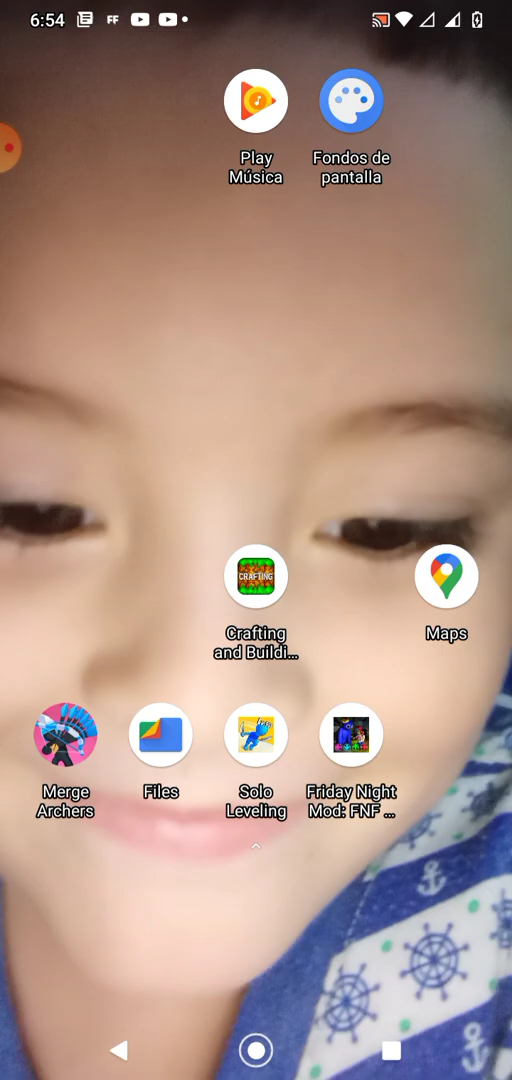 6:54
FF
Play
Música
Fondos de
pantalla
CRAFTING
Crafting
and Buildi...
Maps
Merge
Archers
Files
Solo
Leveling
Friday Night
Mod: FNF ...